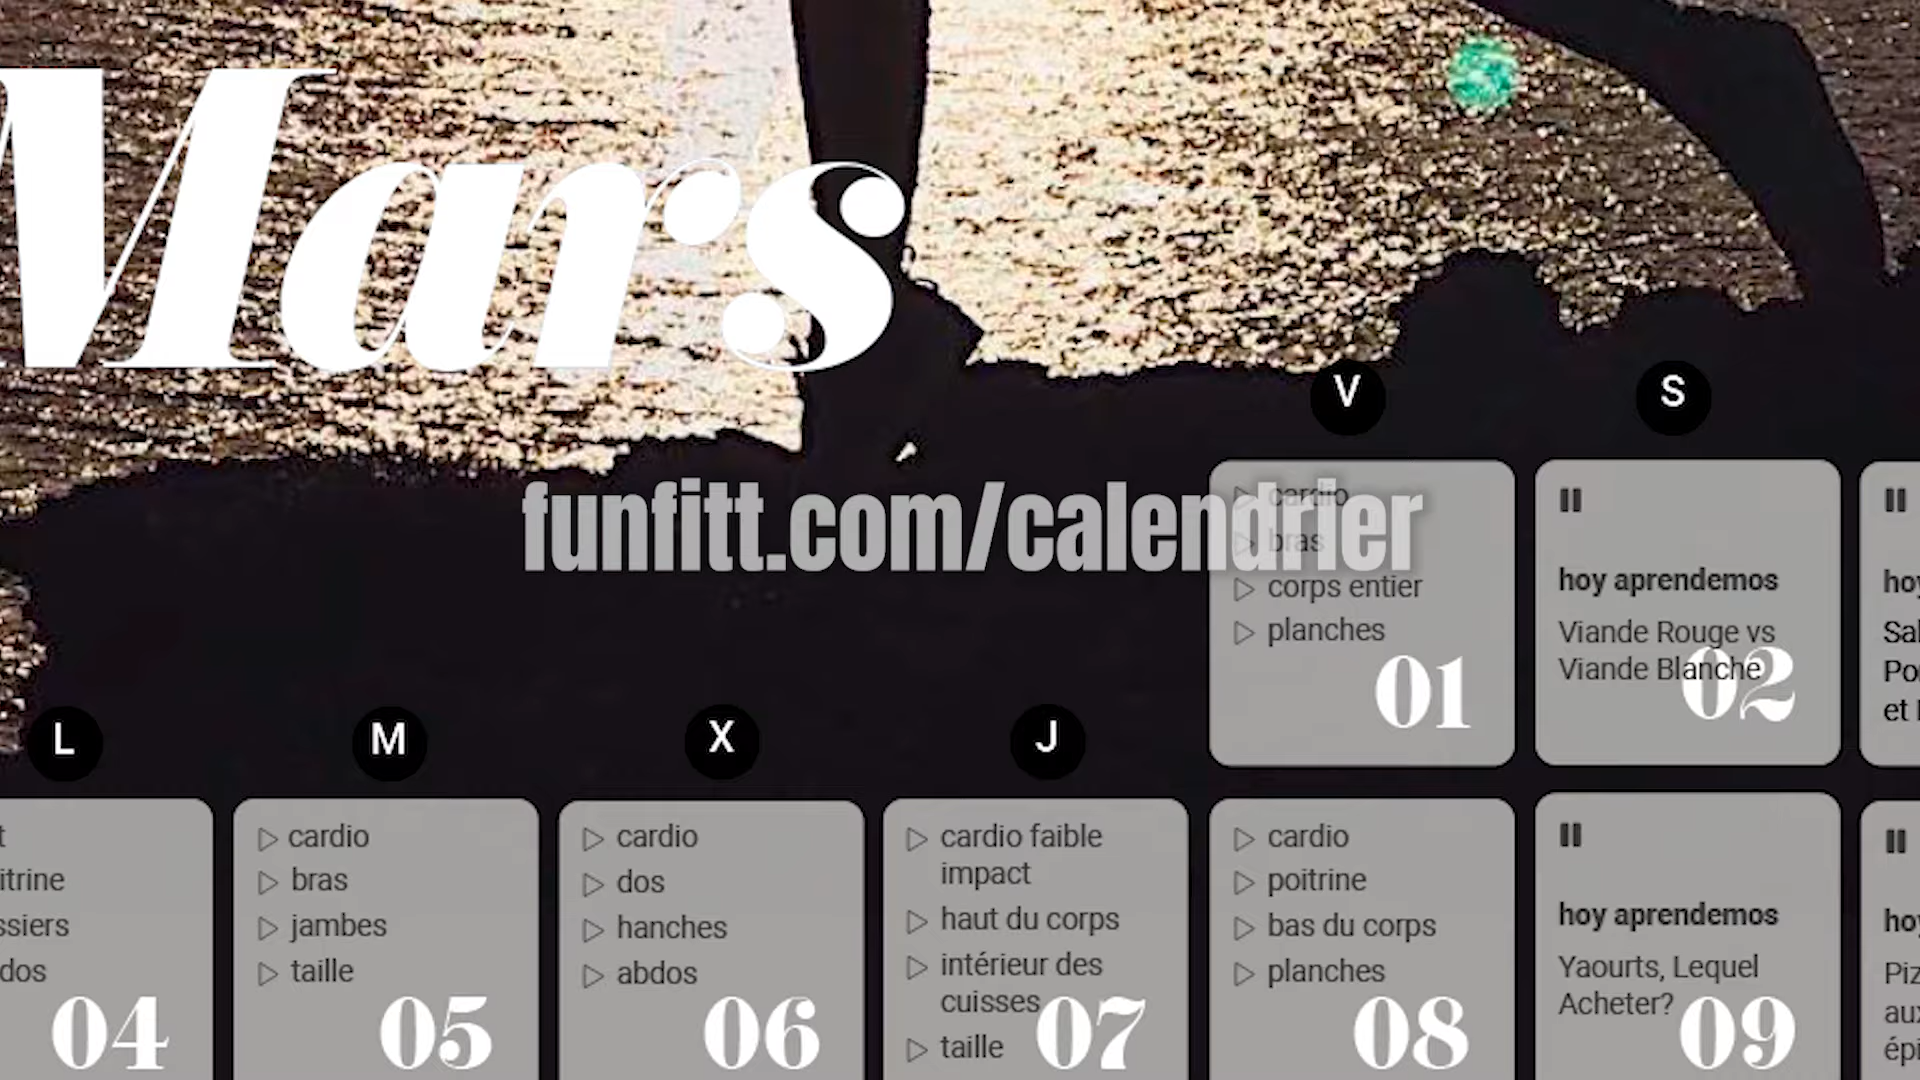 Mars
V
S
funfitt.com/calendrier
cardio
bras
corps entier
planches
01
hoy aprendemos
Viande Rouge vs
Viande Blanche
02
et
L
M
X
J
04
cardio
bras
jambes
taille
05
cardio
dos
hanches
abdos
06
cardio faible
impact
haut du corps
intérieur des
cuisses
taille
07
cardio
poitrine
bas du corps
planches
08
hoy aprendemos
Yaourts, Lequel
Acheter?
09